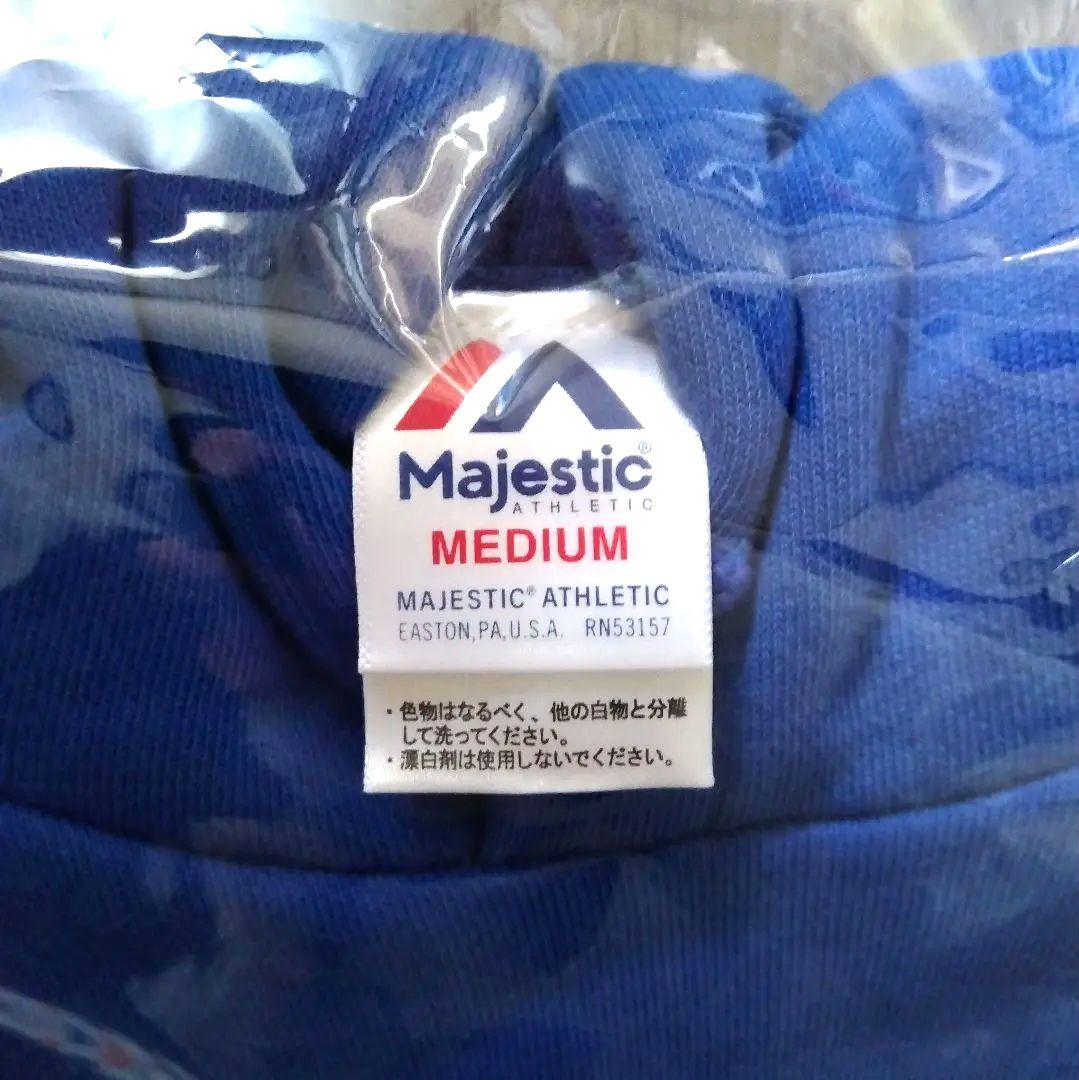 Majestic®
ATHLETIC
MEDIUM
MAJESTIC® ATHLETIC
EASTON,PA,U.S.A. RN53157
・色物はなるべく、他の白物と分離
して洗ってください。
・漂白剤は使用しないでください。